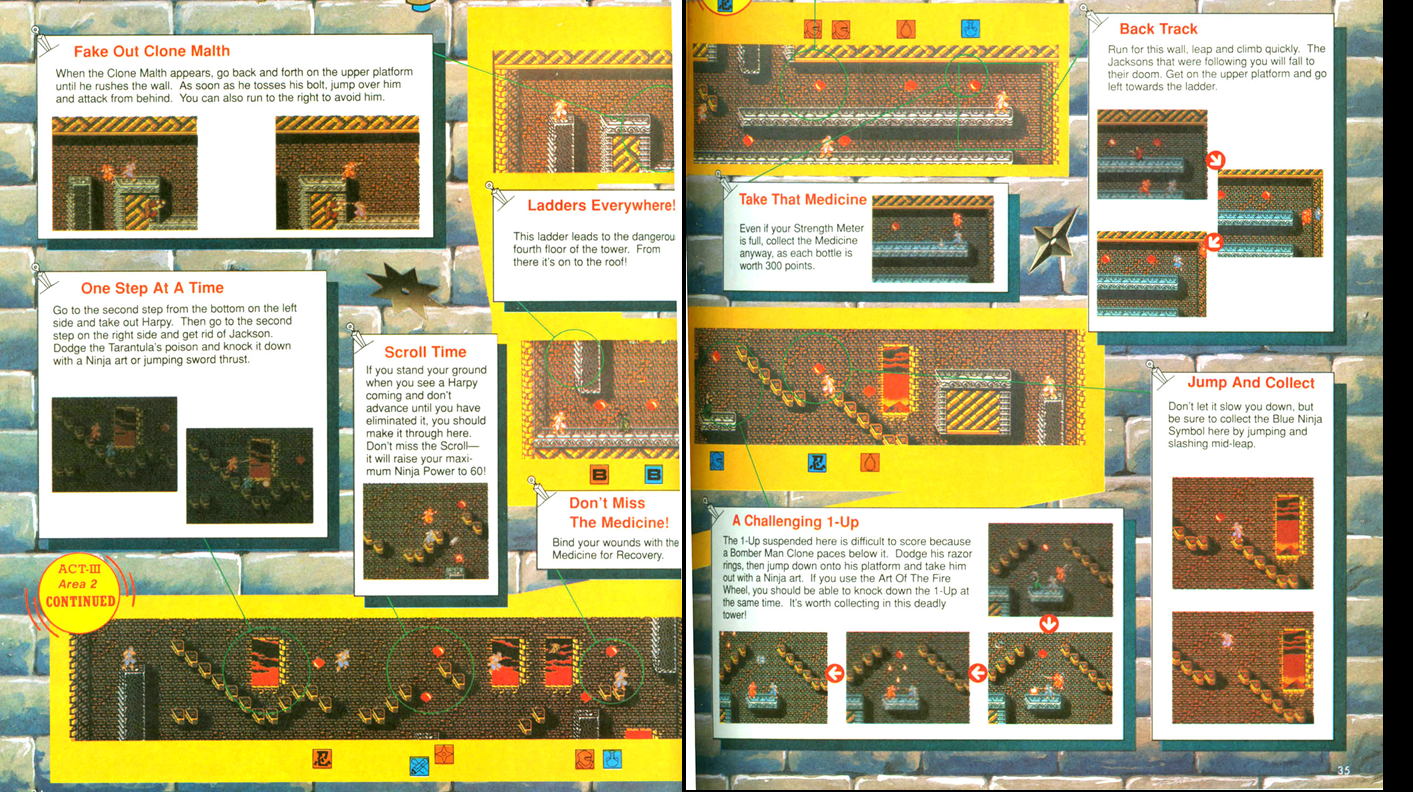 Fake Out Clone Malth
When the Clone Malth appears, go back and forth on the upper platform
until he rushes the wall. As soon as he tosses his bolt, jump over him
and attack from behind. You can also run to the right to avoid him.
Ladders Everywhere!
This ladder leads to the dangerou
fourth floor of the tower. From
there it's on to the roof!
One Step At A Time
Go to the second step from the bottom on the left
side and take out Harpy. Then go to the second
step on the right side and get rid of Jackson.
Dodge the Tarantula's poison and knock it down
with a Ninja art or jumping sword thrust.
Scroll Time
If you stand your ground
when you see a Harpy
coming and don't
advance until you have
eliminated it, you should
make it through here.
Don't miss the Scroll—
it will raise your maxi-
mum Ninja Power to 60!
B
B
Don't Miss
The Medicine!
Bind your wounds with the
Medicine for Recovery.
ACT-III
Area 2
CONTINUED
E
E
Back Track
Run for this wall, leap and climb quickly. The
Jacksons that were following you will fall to
their doom. Get on the upper platform and go
left towards the ladder.
Take That Medicine
Even if your Strength Meter
is full, collect the Medicine
anyway, as each bottle is
worth 300 points.
E
Jump And Collect
Don't let it slow you down, but
be sure to collect the Blue Ninja
Symbol here by jumping and
slashing mid-leap.
A Challenging 1-Up
The 1-Up suspended here is difficult to score because
a Bomber Man Clone paces below it. Dodge his razor
rings, then jump down onto his platform and take him
out with a Ninja art. If you use the Art Of The Fire
Wheel, you should be able to knock down the 1-Up at
the same time. It's worth collecting in this deadly
tower!
35